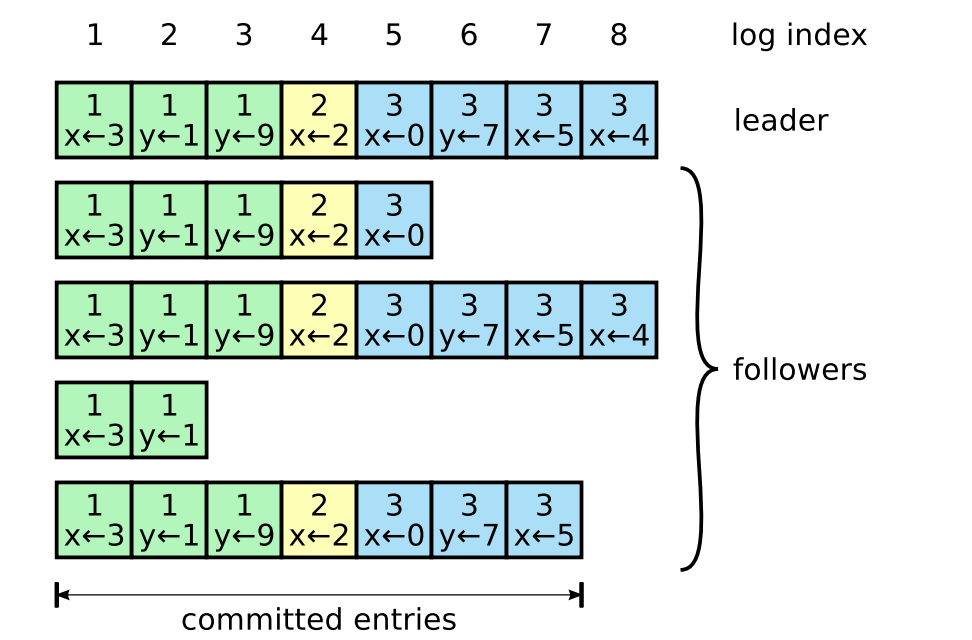 1 2 3 4 5 6 7 8 log index
1 1 1 2 3 3 3 3
x←3 y←1 y←9 x←2 x←0 y←7 x←5 x←4
leader
1 1 1 2 3
x←3 y←1 y←9 x←2 x←0
1 1 1 2 3 3 3 3
x←3 y←1 y←9 x←2 x←0 y←7 x←5 x←4
followers
1 1
x←3 y←1
1 1 1 2 3 3 3
x←3 y←1 y←9 x←2 x←0 y←7 x←5
committed entries